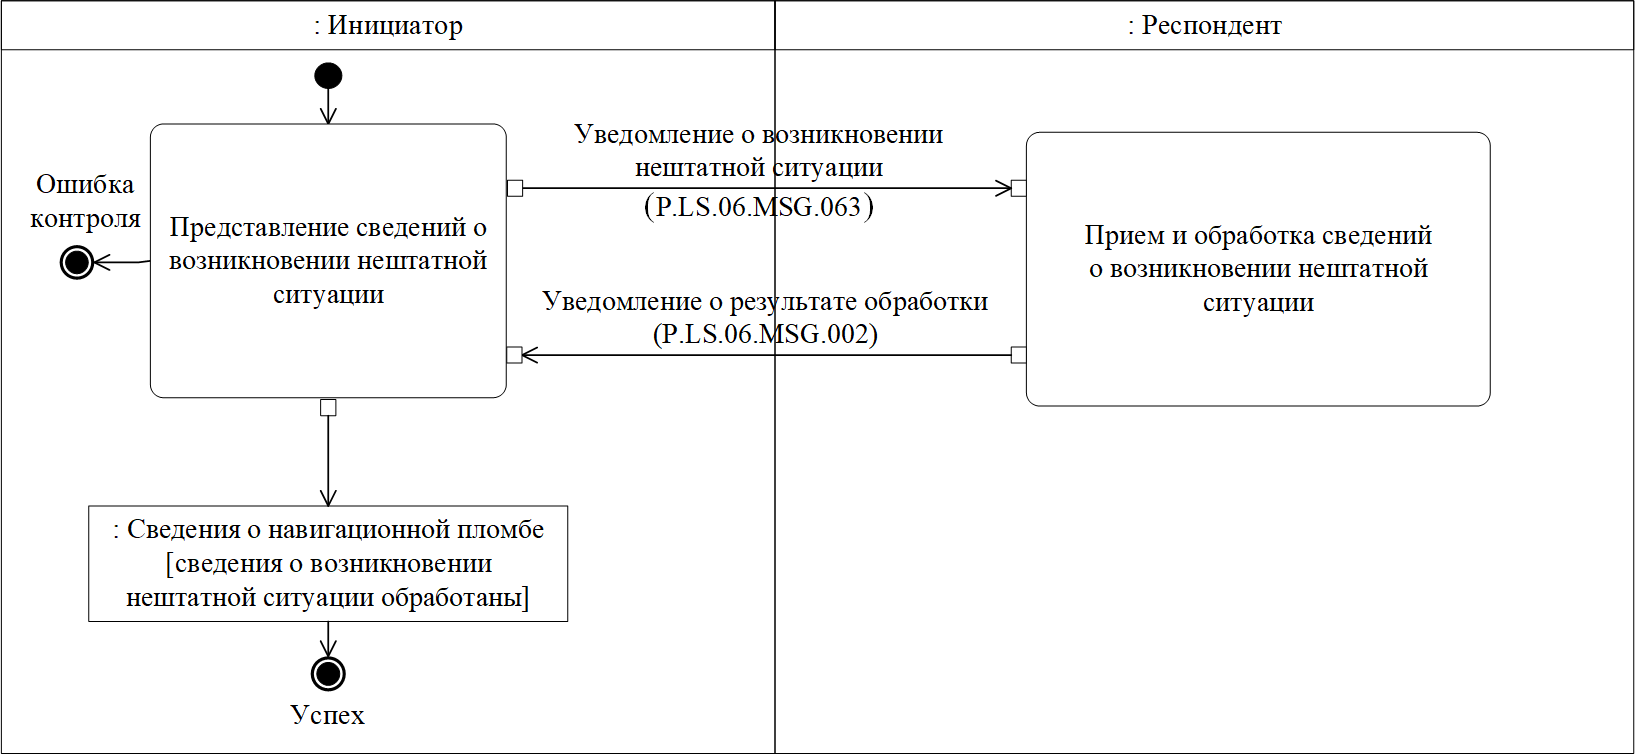 : Инициатор
: Респондент
Уведомление о возникновении
нештатной ситуации
(P.LS.06.MSG.063)
Ошибка
контроля
Представление сведений о
возникновении нештатной
ситуации
Прием и обработка сведений
о возникновении нештатной
ситуации
Уведомление о результате обработки
(P.LS.06.MSG.002)
: Сведения о навигационной пломбе
[сведения о возникновении
нештатной ситуации обработаны]
Успех